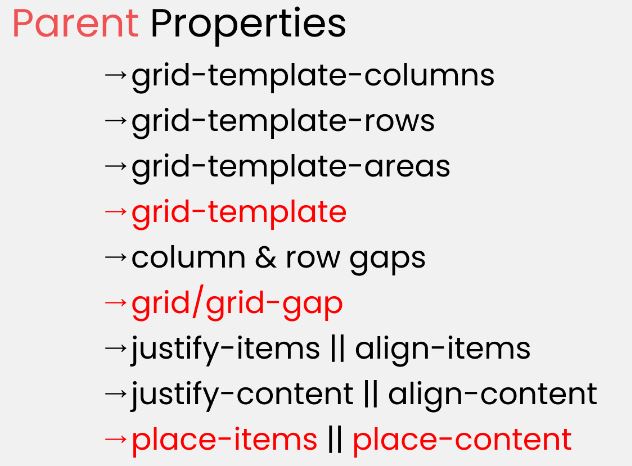 Parent Properties
→grid-template-columns
→grid-template-rows
→grid-template-areas
→grid-template
→column & row gaps
→grid/grid-gap
→justify-items || align-items
→justify-content || align-content
→place-items || place-content